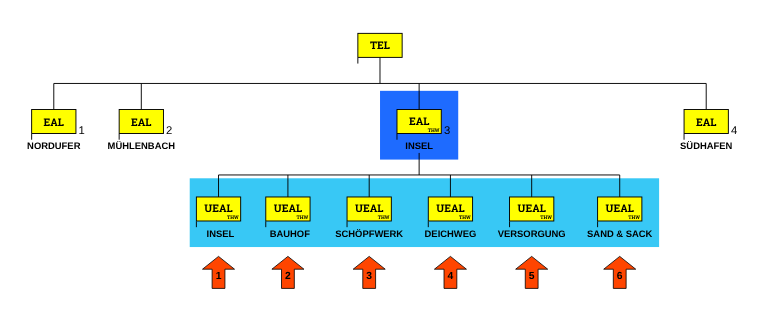 TEL
EAL 1
NORDUFER
EAL 2
MÜHLENBACH
EAL THW 3
INSEL
EAL 4
SÜDHAFEN
UEAL THW
INSEL
UEAL THW
BAUHOF
UEAL THW
SCHÖPFWERK
UEAL THW
DEICHWEG
UEAL THW
VERSORGUNG
UEAL THW
SAND & SACK
1
2
3
4
5
6